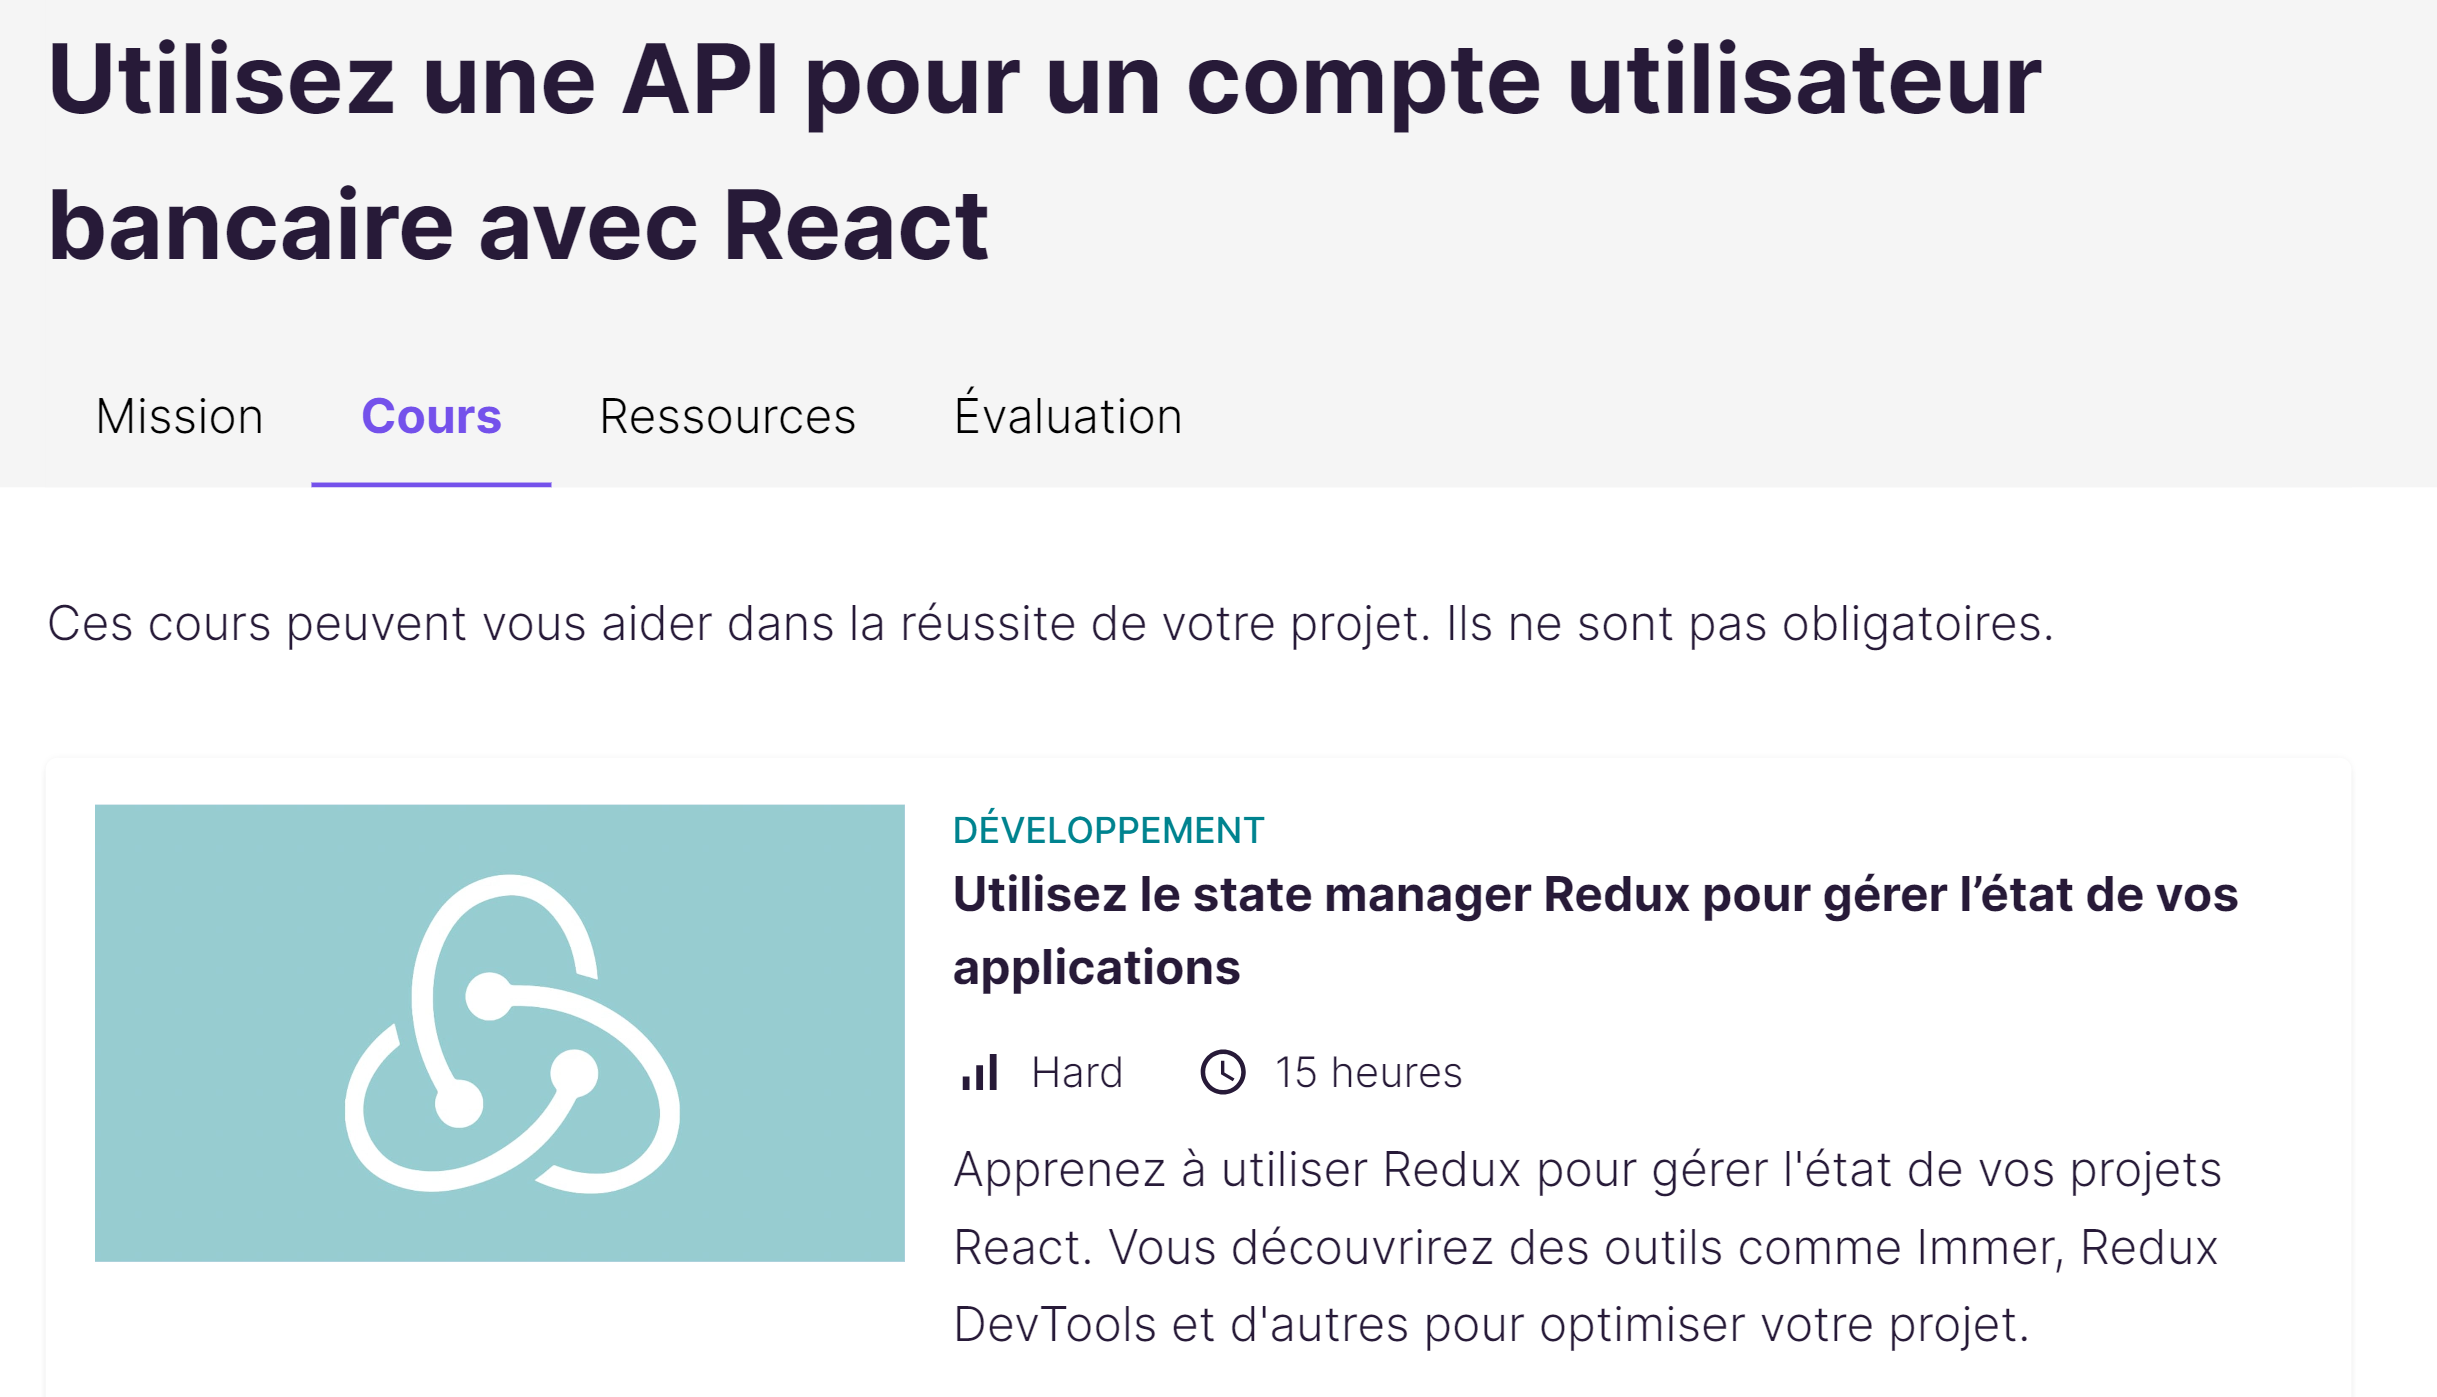 Utilisez une API pour un compte utilisateur
bancaire avec React
Mission Cours Ressources Évaluation
Ces cours peuvent vous aider dans la réussite de votre projet. Ils ne sont pas obligatoires.
DÉVELOPPEMENT
Utilisez le state manager Redux pour gérer l’état de vos
applications
Hard 15 heures
Apprenez à utiliser Redux pour gérer l'état de vos projets
React. Vous découvrirez des outils comme Immer, Redux
DevTools et d'autres pour optimiser votre projet.